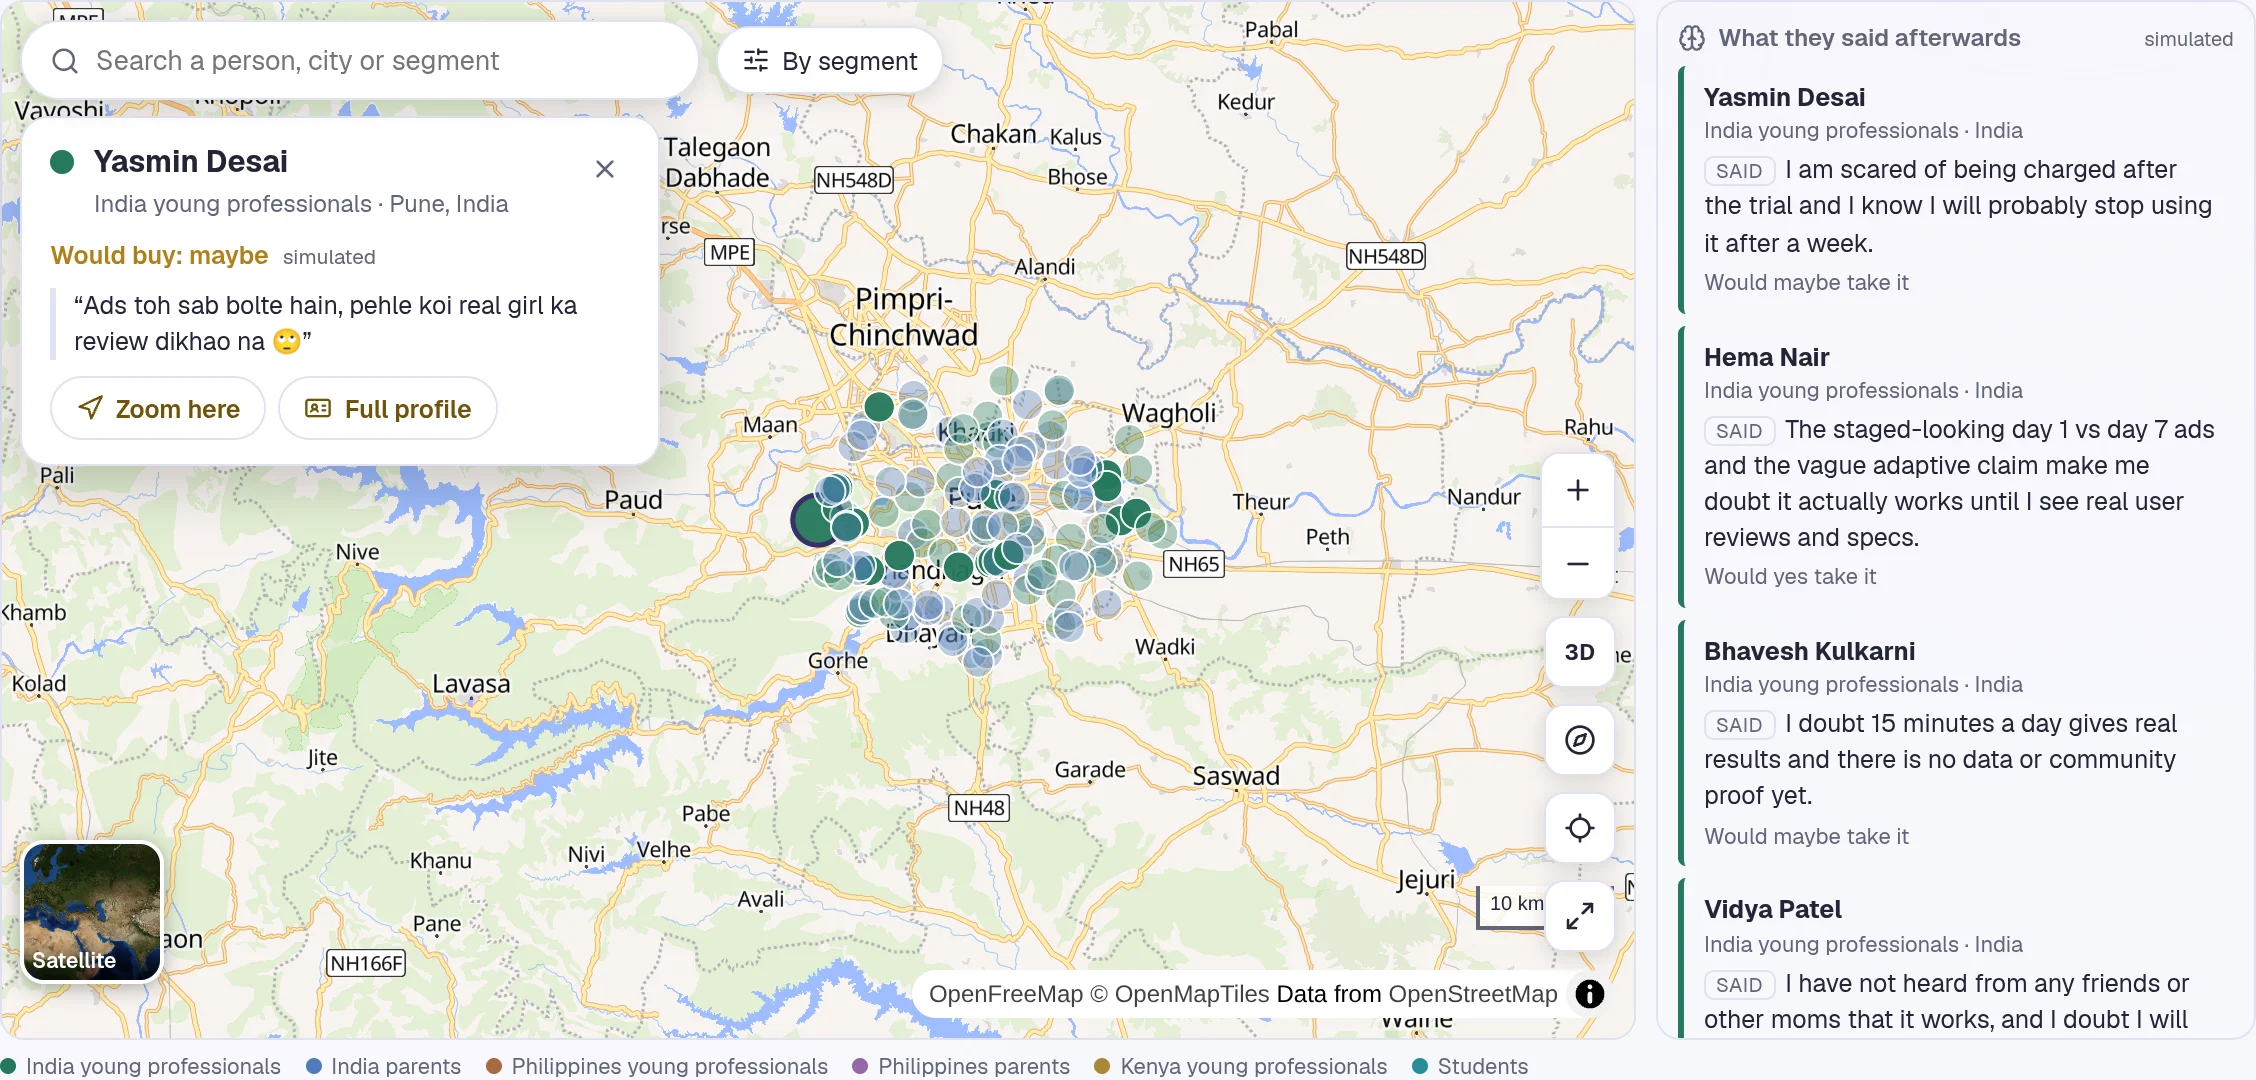 MPE
Search a person, city or segment
By segment
Pabal
Vavoshi
Kedur
Yasmin Desai
India young professionals · Pune, India
Would buy: maybe simulated
“Ads toh sab bolte hain, pehle koi real girl ka
review dikhao na 🙄”
Zoom here
Full profile
Talegaon
Dabhade
NH548D
Chakan
Kalus
Bhose
rse
MPE
Alandi
NH548D
Pimpri-
Chinchwad
Maan
Wagholi
Rahu
Pali
Paud
Theur
Nandur
Nive
Peth
NH65
Khamb
Gorhe
Wadki
Kolad
Lavasa
3D
Jite
Garade
Saswad
NH48
Pabe
Khanu
Nivi
Velhe
Jejuri
Avali
10 km
Pane
aon
NH166F
Satellite
OpenFreeMap © OpenMapTiles Data from OpenStreetMap
India young professionals
India parents
Philippines young professionals
Philippines parents
Kenya young professionals
Students
What they said afterwards
simulated
Yasmin Desai
India young professionals · India
SAID I am scared of being charged after
the trial and I know I will probably stop using
it after a week.
Would maybe take it
Hema Nair
India young professionals · India
SAID The staged-looking day 1 vs day 7 ads
and the vague adaptive claim make me
doubt it actually works until I see real user
reviews and specs.
Would yes take it
Bhavesh Kulkarni
India young professionals · India
SAID I doubt 15 minutes a day gives real
results and there is no data or community
proof yet.
Would maybe take it
Vidya Patel
India young professionals · India
SAID I have not heard from any friends or
other moms that it works, and I doubt I will